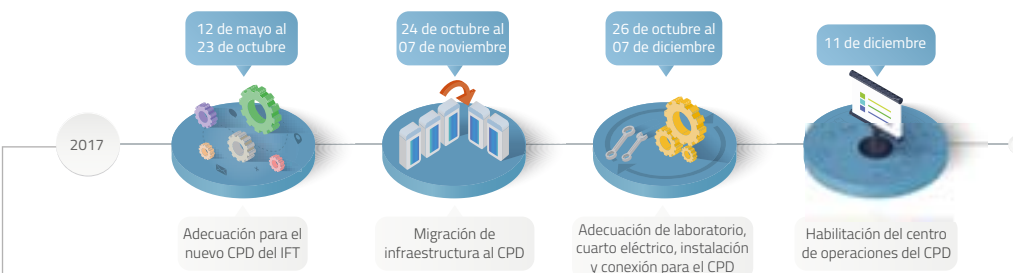 12 de mayo al
23 de octubre
24 de octubre al
07 de noviembre
26 de octubre al
07 de diciembre
11 de diciembre
2017
Adecuación para el
nuevo CPD del IFT
Migración de
infraestructura al CPD
Adecuación de laboratorio,
cuarto eléctrico, instalación
y conexión para el CPD
Habilitación del centro
de operaciones del CPD